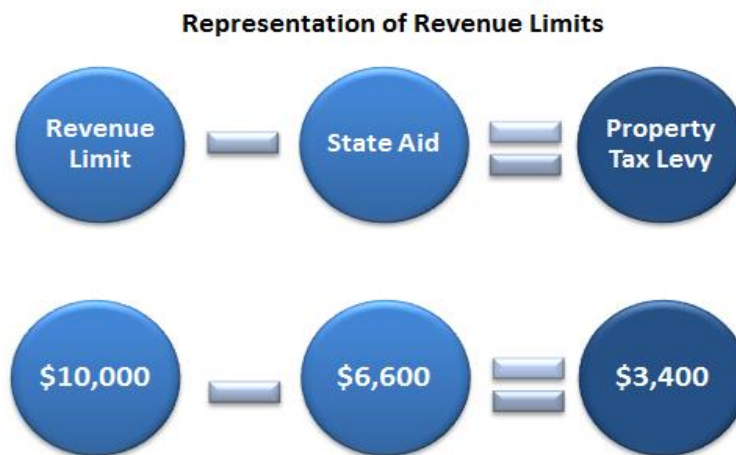 Representation of Revenue Limits
Revenue
Limit
State Aid
Property
Tax Levy
$10,000
$6,600
$3,400